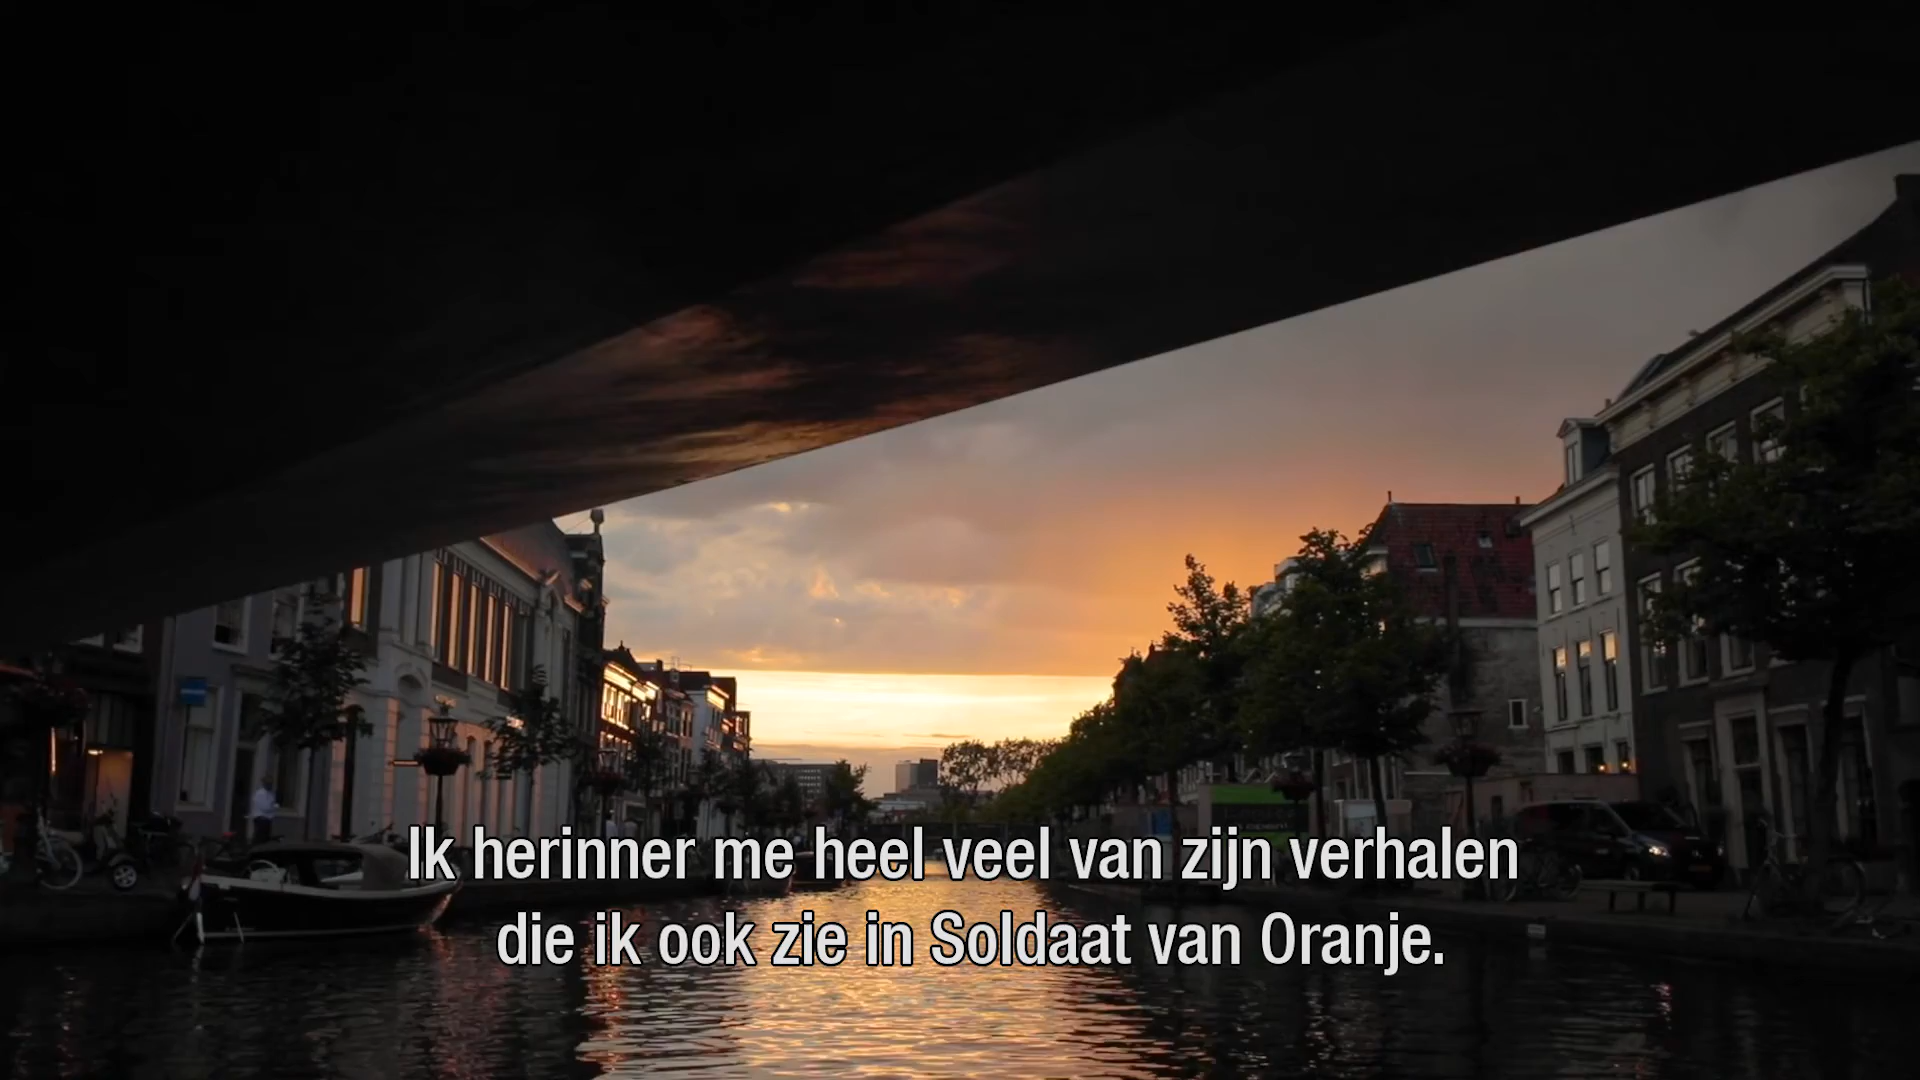 Ik herinner me heel veel van zijn verhalen
die ik ook zie in Soldaat van Oranje.